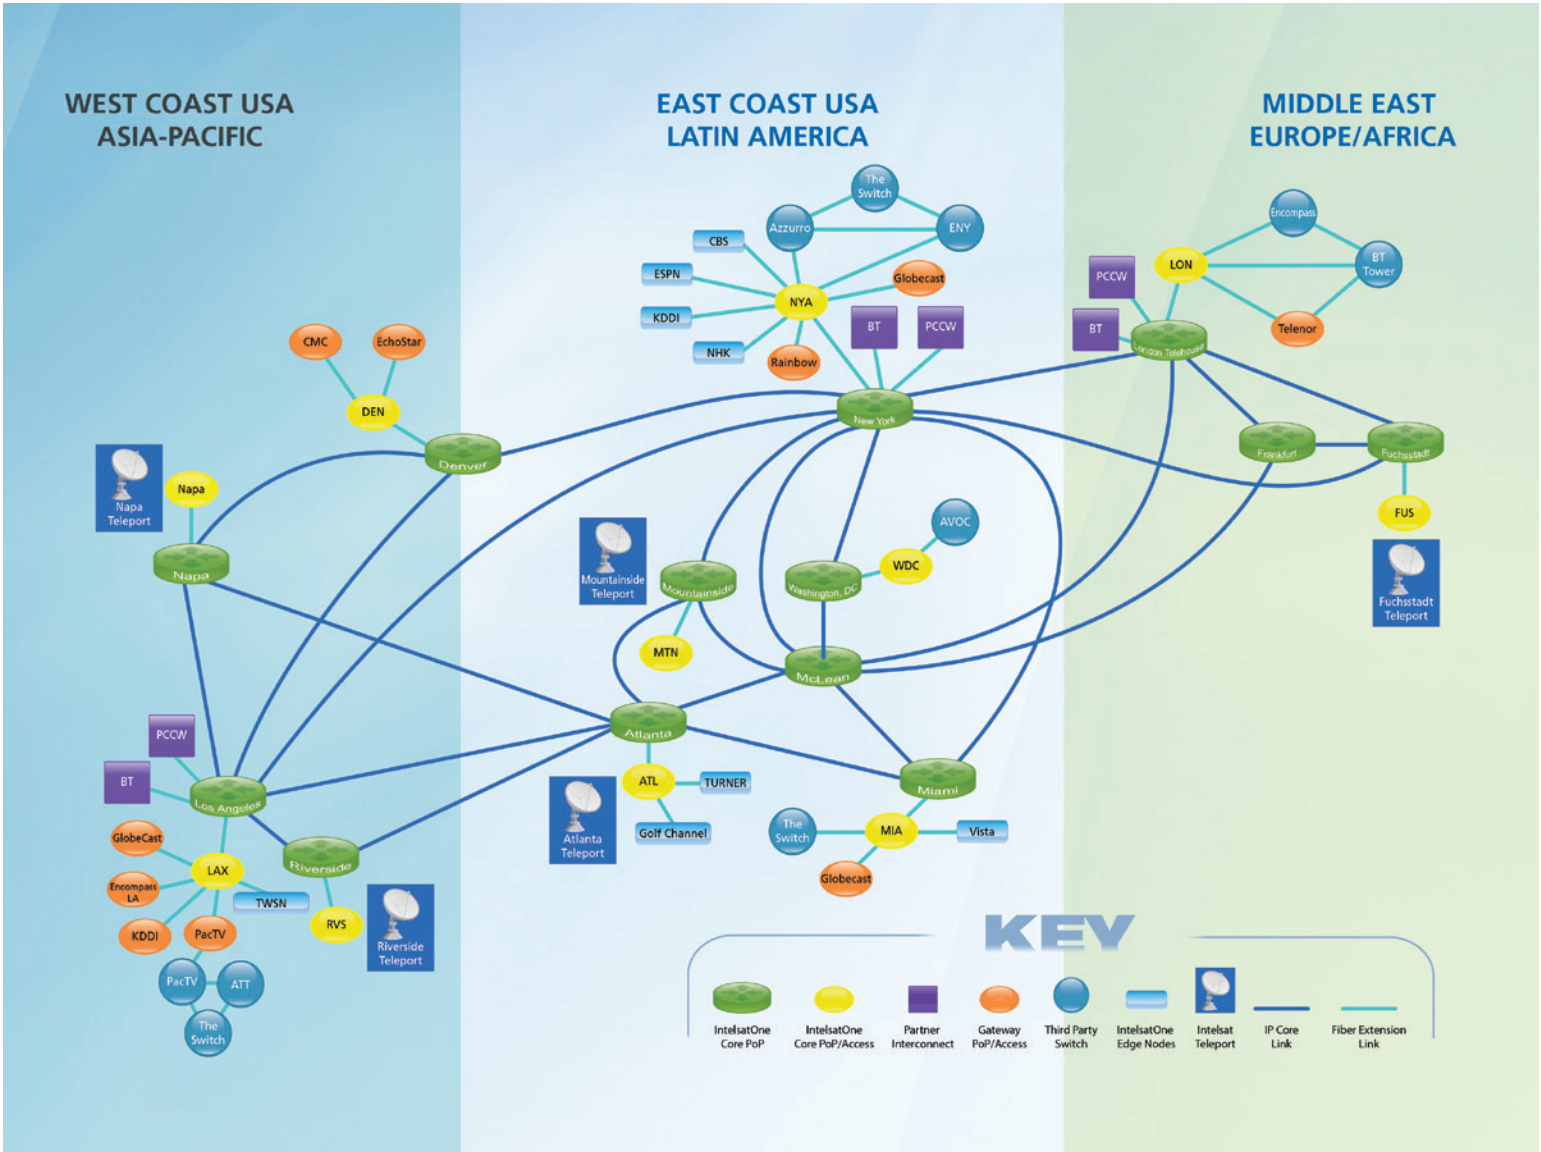 WEST COAST USA
ASIA-PACIFIC
EAST COAST USA
LATIN AMERICA
MIDDLE EAST
EUROPE/AFRICA
The
Switch
Azzurro
ENY
CBS
ESPN
KDDI
NHK
NYA
Globecast
Rainbow
BT
PCCW
New York
Encompass
LON
BT
Tower
PCCW
BT
Telenor
London Telehouse
Frankfurt
Fuchsstadt
FUS
Fuchsstadt
Teleport
CMC
EchoStar
DEN
Denver
Napa
Teleport
Napa
Napa
Mountainside
Teleport
Mountainside
MTN
AVOC
WDC
Washington, DC
McLean
Atlanta
ATL
TURNER
Golf Channel
Atlanta
Teleport
Miami
The
Switch
MIA
Vista
Globecast
PCCW
BT
Los Angeles
GlobeCast
LAX
Encompass
LA
TWSN
KDDI
PacTV
PacTV
ATT
The
Switch
Riverside
RVS
Riverside
Teleport
KEY
IntelsatOne
Core PoP
IntelsatOne
Core PoP/Access
Partner
Interconnect
Gateway
PoP/Access
Third Party
Switch
IntelsatOne
Edge Nodes
Intelsat
Teleport
IP Core
Link
Fiber Extension
Link